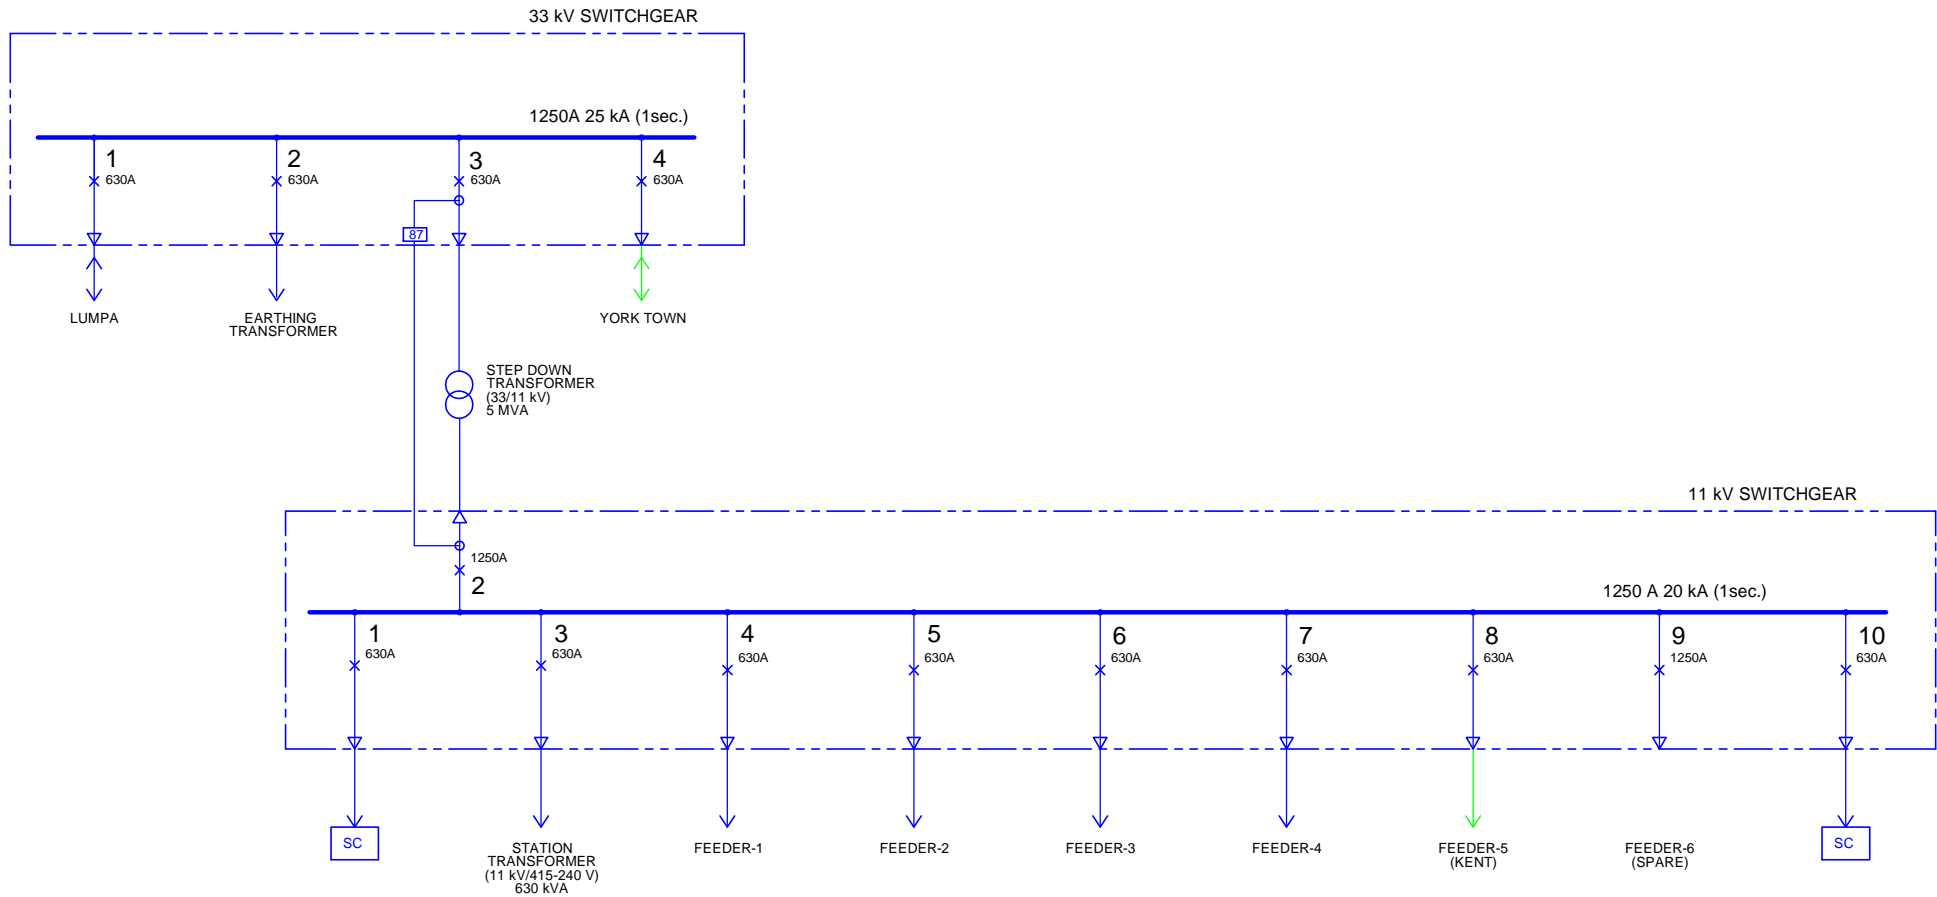 33 kV SWITCHGEAR
1250A 25 kA (1sec.)
1
630A
2
630A
3
630A
4
630A
87
LUMPA
EARTHING
TRANSFORMER
YORK TOWN
STEP DOWN
TRANSFORMER
(33/11 kV)
5 MVA
11 kV SWITCHGEAR
1250A
2
1250 A 20 kA (1sec.)
1
630A
3
630A
4
630A
5
630A
6
630A
7
630A
8
630A
9
1250A
10
630A
SC
STATION
TRANSFORMER
(11 kV/415-240 V)
630 kVA
FEEDER-1
FEEDER-2
FEEDER-3
FEEDER-4
FEEDER-5
(KENT)
FEEDER-6
(SPARE)
SC